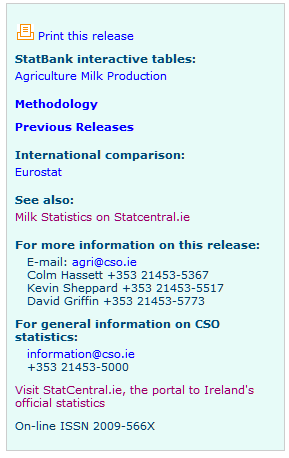 Print this release
StatBank interactive tables:
Agriculture Milk Production
Methodology
Previous Releases
International comparison:
Eurostat
See also:
Milk Statistics on Statcentral.ie
For more information on this release:
E-mail: agri@cso.ie
Colm Hassett +353 21453-5367
Kevin Sheppard +353 21453-5517
David Griffin +353 21453-5773
For general information on CSO
statistics:
information@cso.ie
+353 21453-5000
Visit StatCentral.ie, the portal to Ireland's
official statistics
On-line ISSN 2009-566X